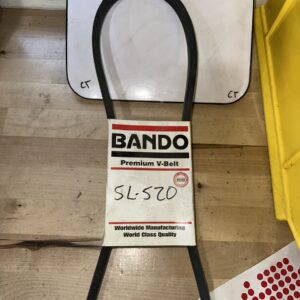 CT
CT
BANDO
Premium V-Belt
SL-520
Worldwide Manufacturing
World Class Quality